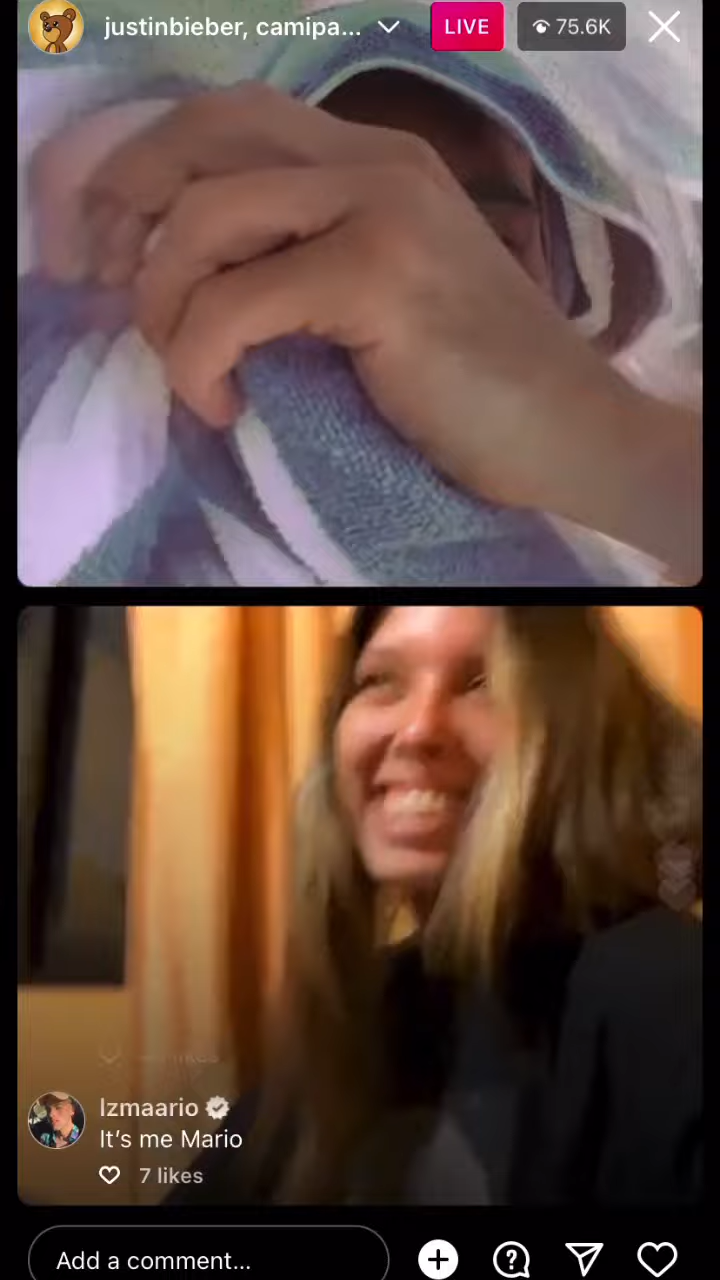 justinbieber, camipa...
LIVE
75.6K
lzmaario
It's me Mario
7 likes
Add a comment...